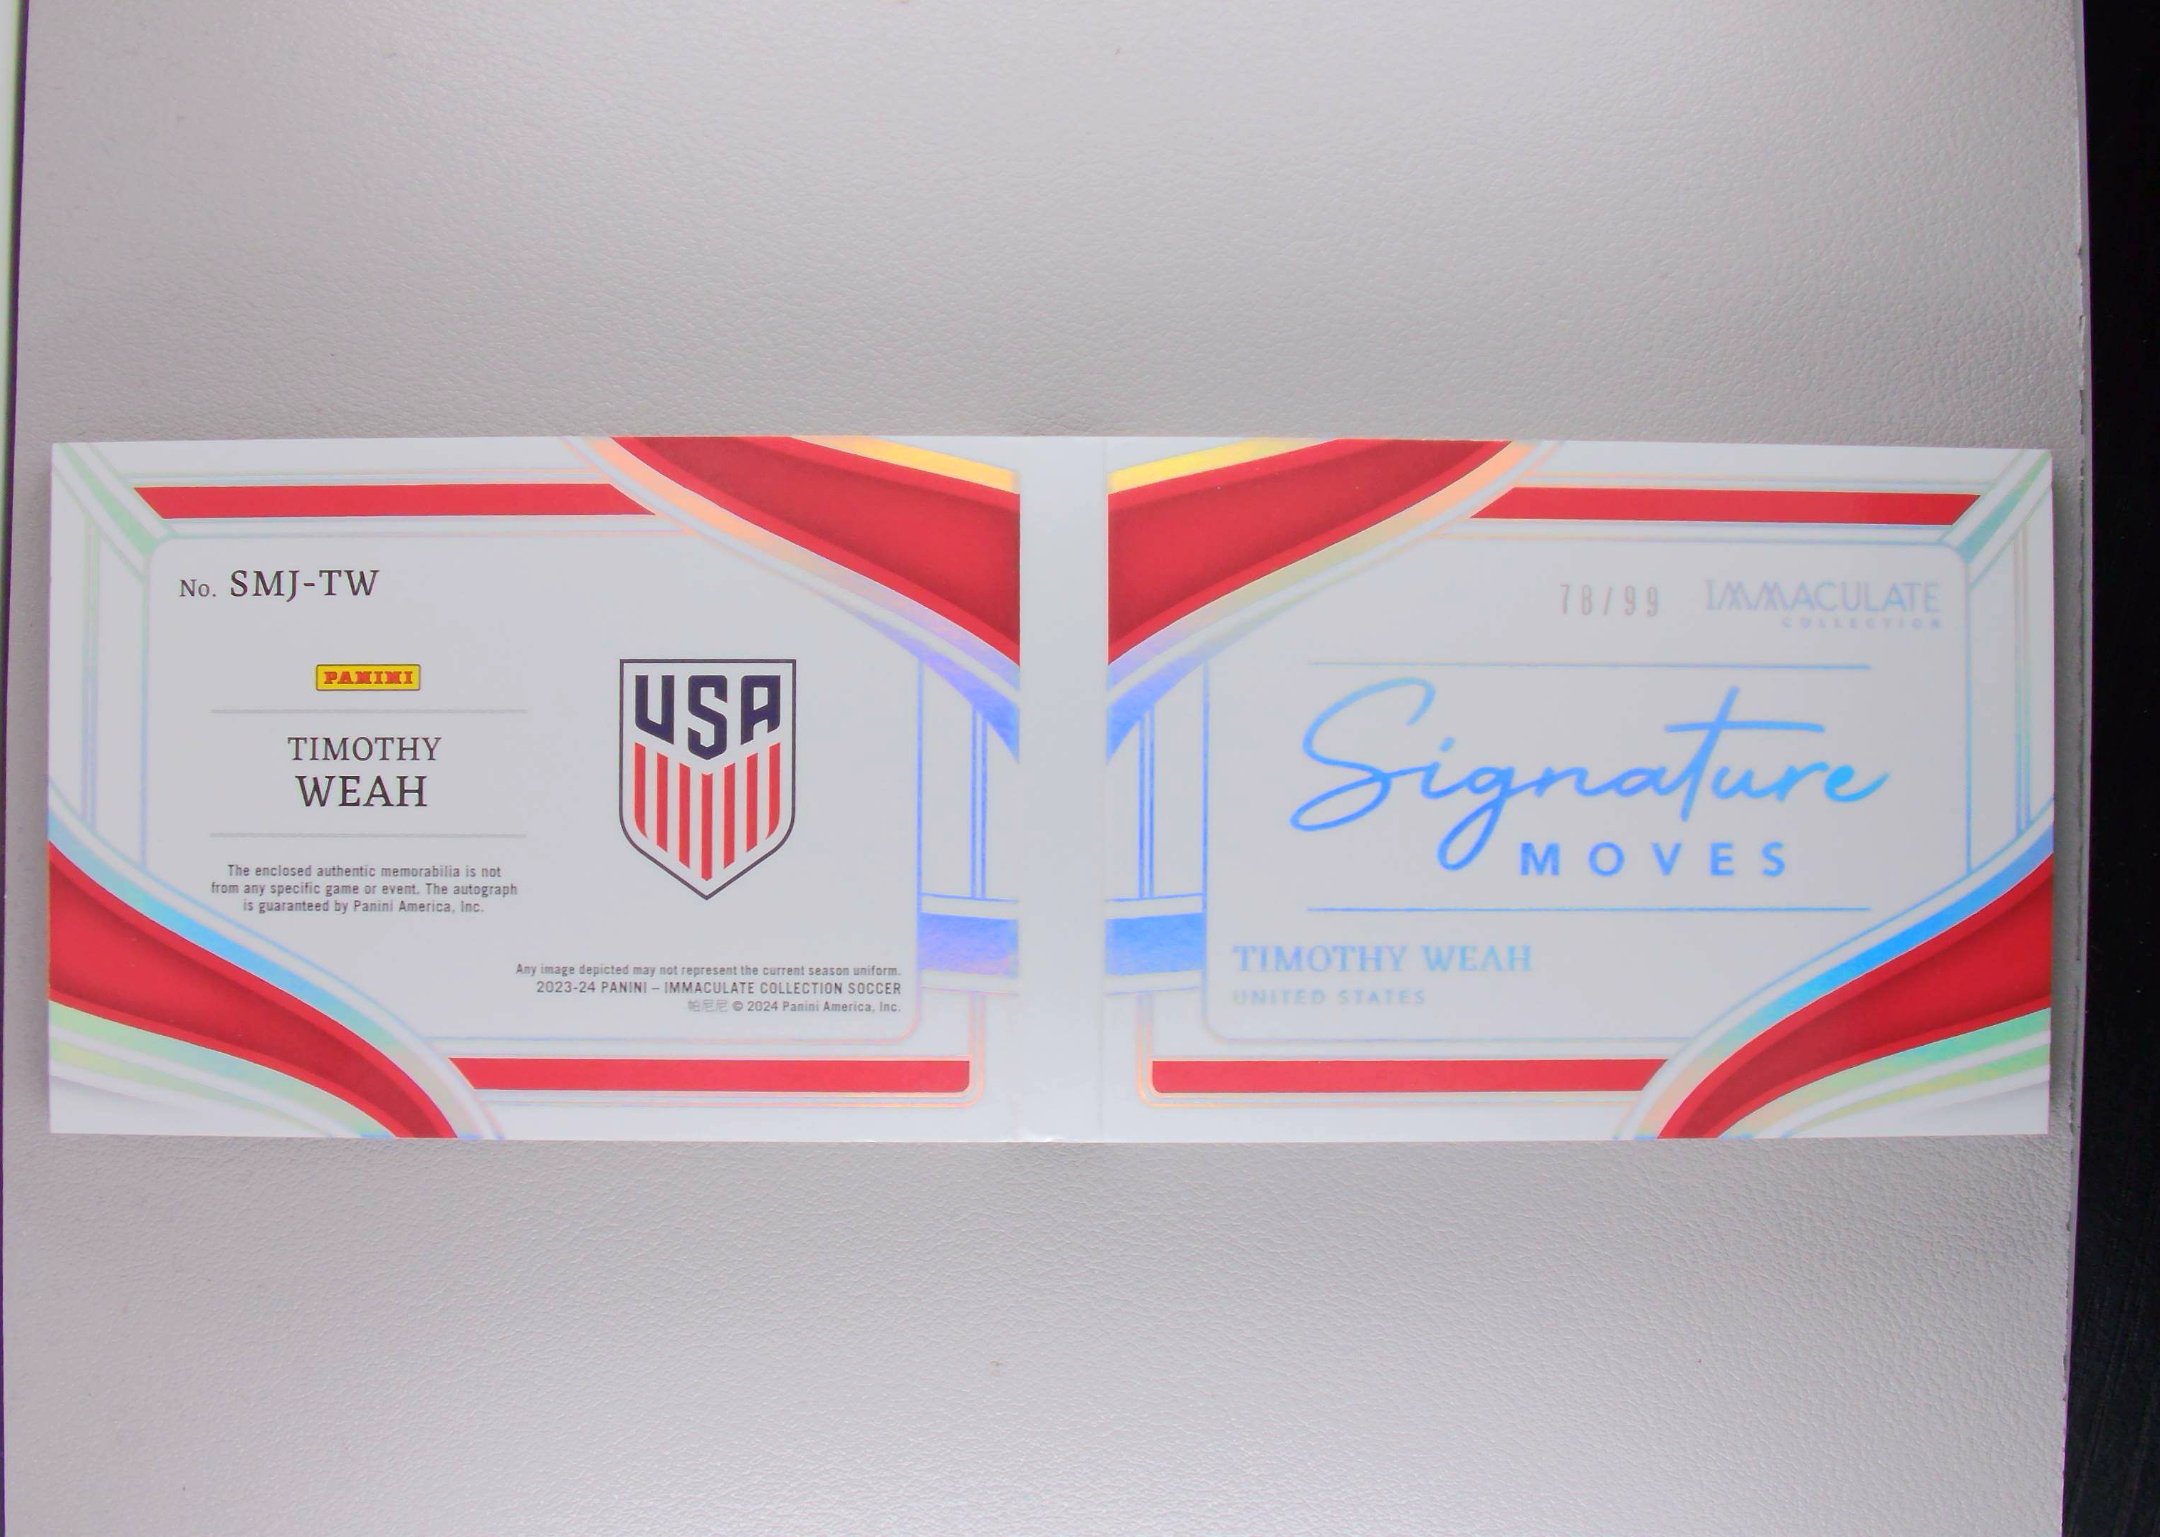 No. SMJ-TW
PANINI
TIMOTHY
WEAH
The enclosed authentic memorabilia is not
from any specific game or event. The autograph
is guaranteed by Panini America, Inc.
USA
Any image depicted may not represent the current season uniform.
2023-24 PANINI – IMMACULATE COLLECTION SOCCER
帕尼尼 © 2024 Panini America, Inc.
78/99
IMMACULATE
COLLECTION
Signature
MOVES
TIMOTHY WEAH
UNITED STATES